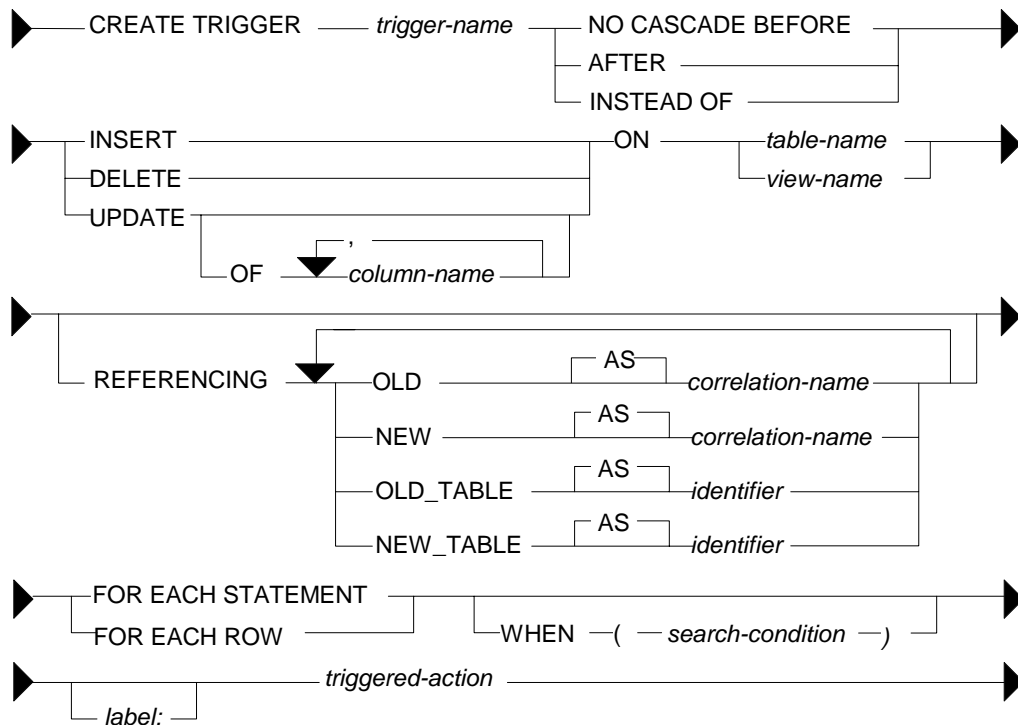 CREATE TRIGGER trigger-name NO CASCADE BEFORE
AFTER
INSTEAD OF
INSERT ON table-name
DELETE view-name
UPDATE
,
OF column-name
REFERENCING OLD AS correlation-name
NEW AS correlation-name
OLD_TABLE AS identifier
NEW_TABLE AS identifier
FOR EACH STATEMENT
FOR EACH ROW WHEN ( search-condition )
triggered-action
label: